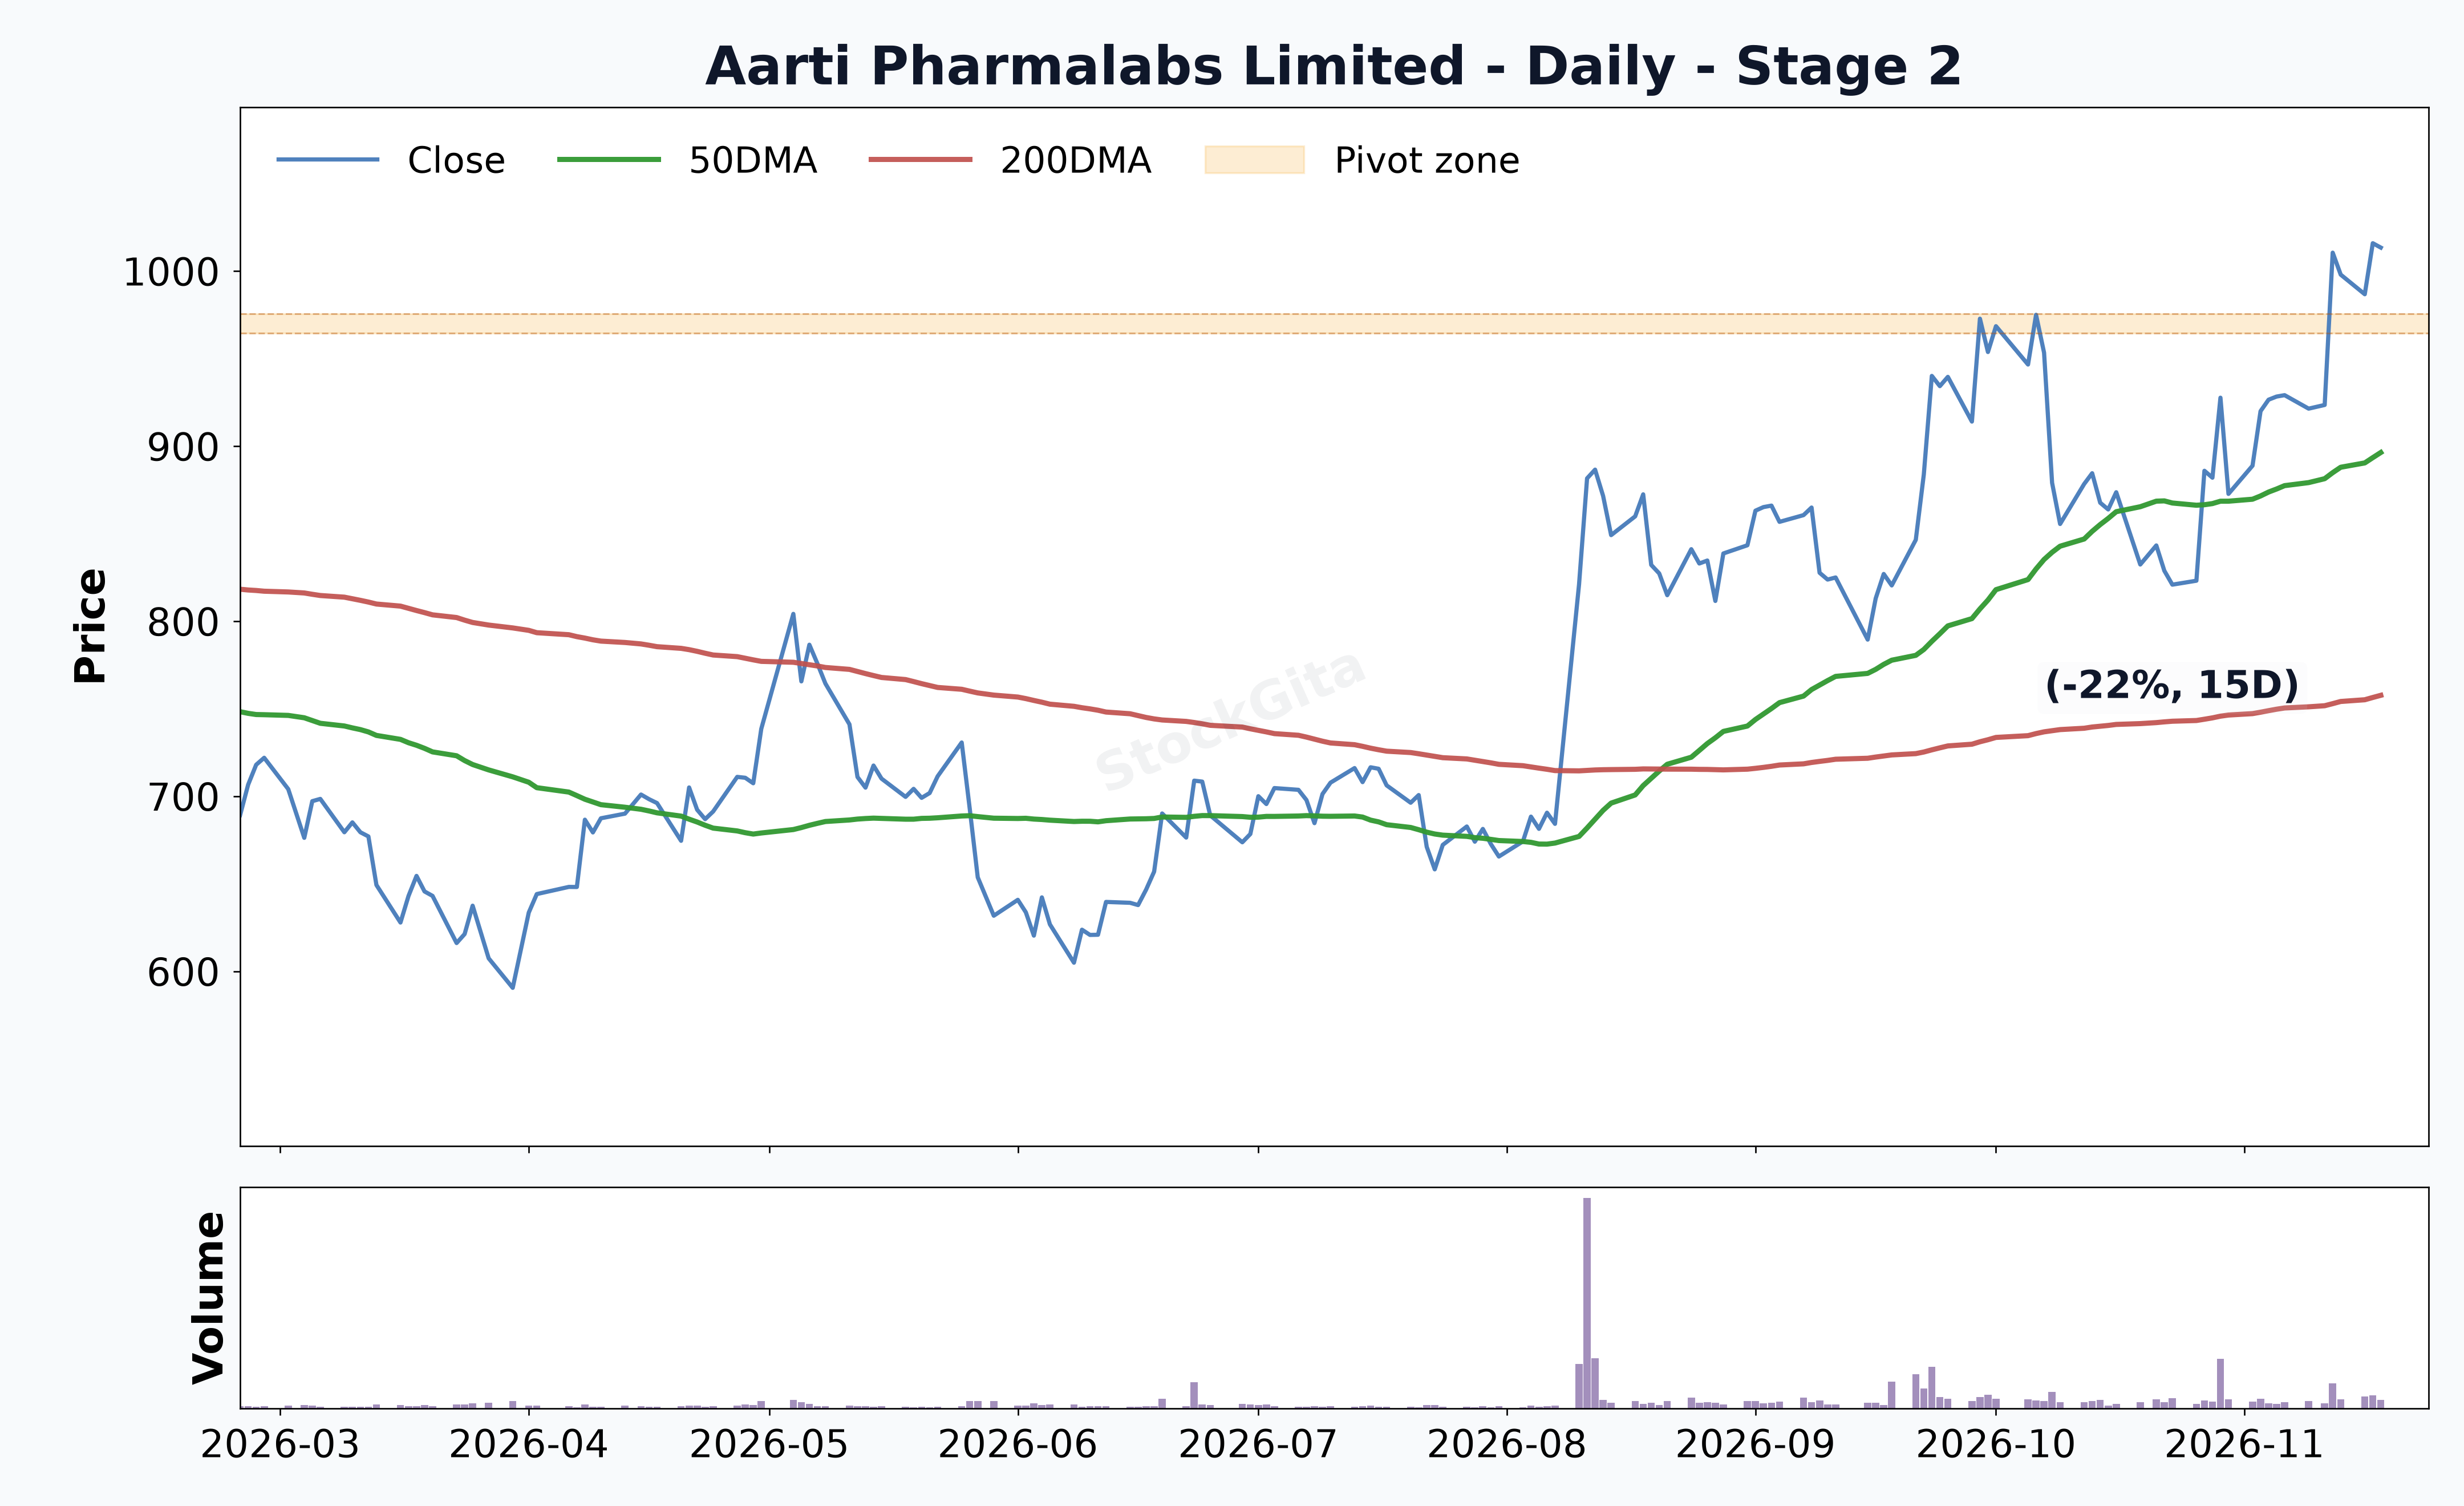 Aarti Pharmalabs Limited - Daily - Stage 2
Close 50DMA 200DMA Pivot zone
1000
900
800
700
600
Price
(-22%, 15D)
StockGita
Volume
2026-03 2026-04 2026-05 2026-06 2026-07 2026-08 2026-09 2026-10 2026-11